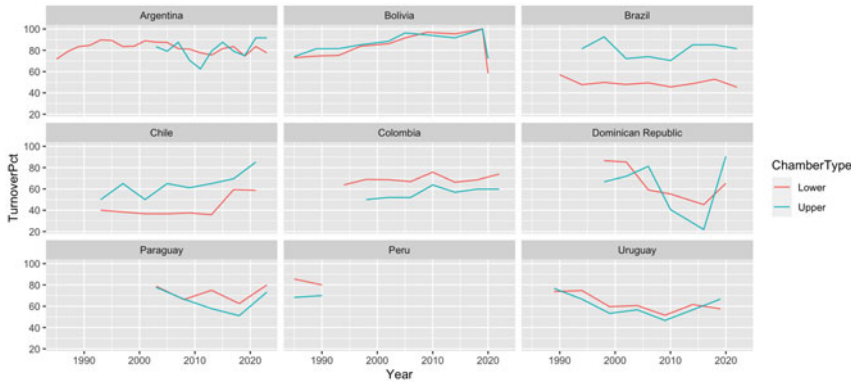 Argentina Bolivia Brazil
100
80
60
40
20
Chile Colombia Dominican Republic
100
80
60
40
20
Paraguay Peru Uruguay
100
80
60
40
20
1990 2000 2010 2020 1990 2000 2010 2020 1990 2000 2010 2020
Year
TurnoverPct
ChamberType
Lower
Upper